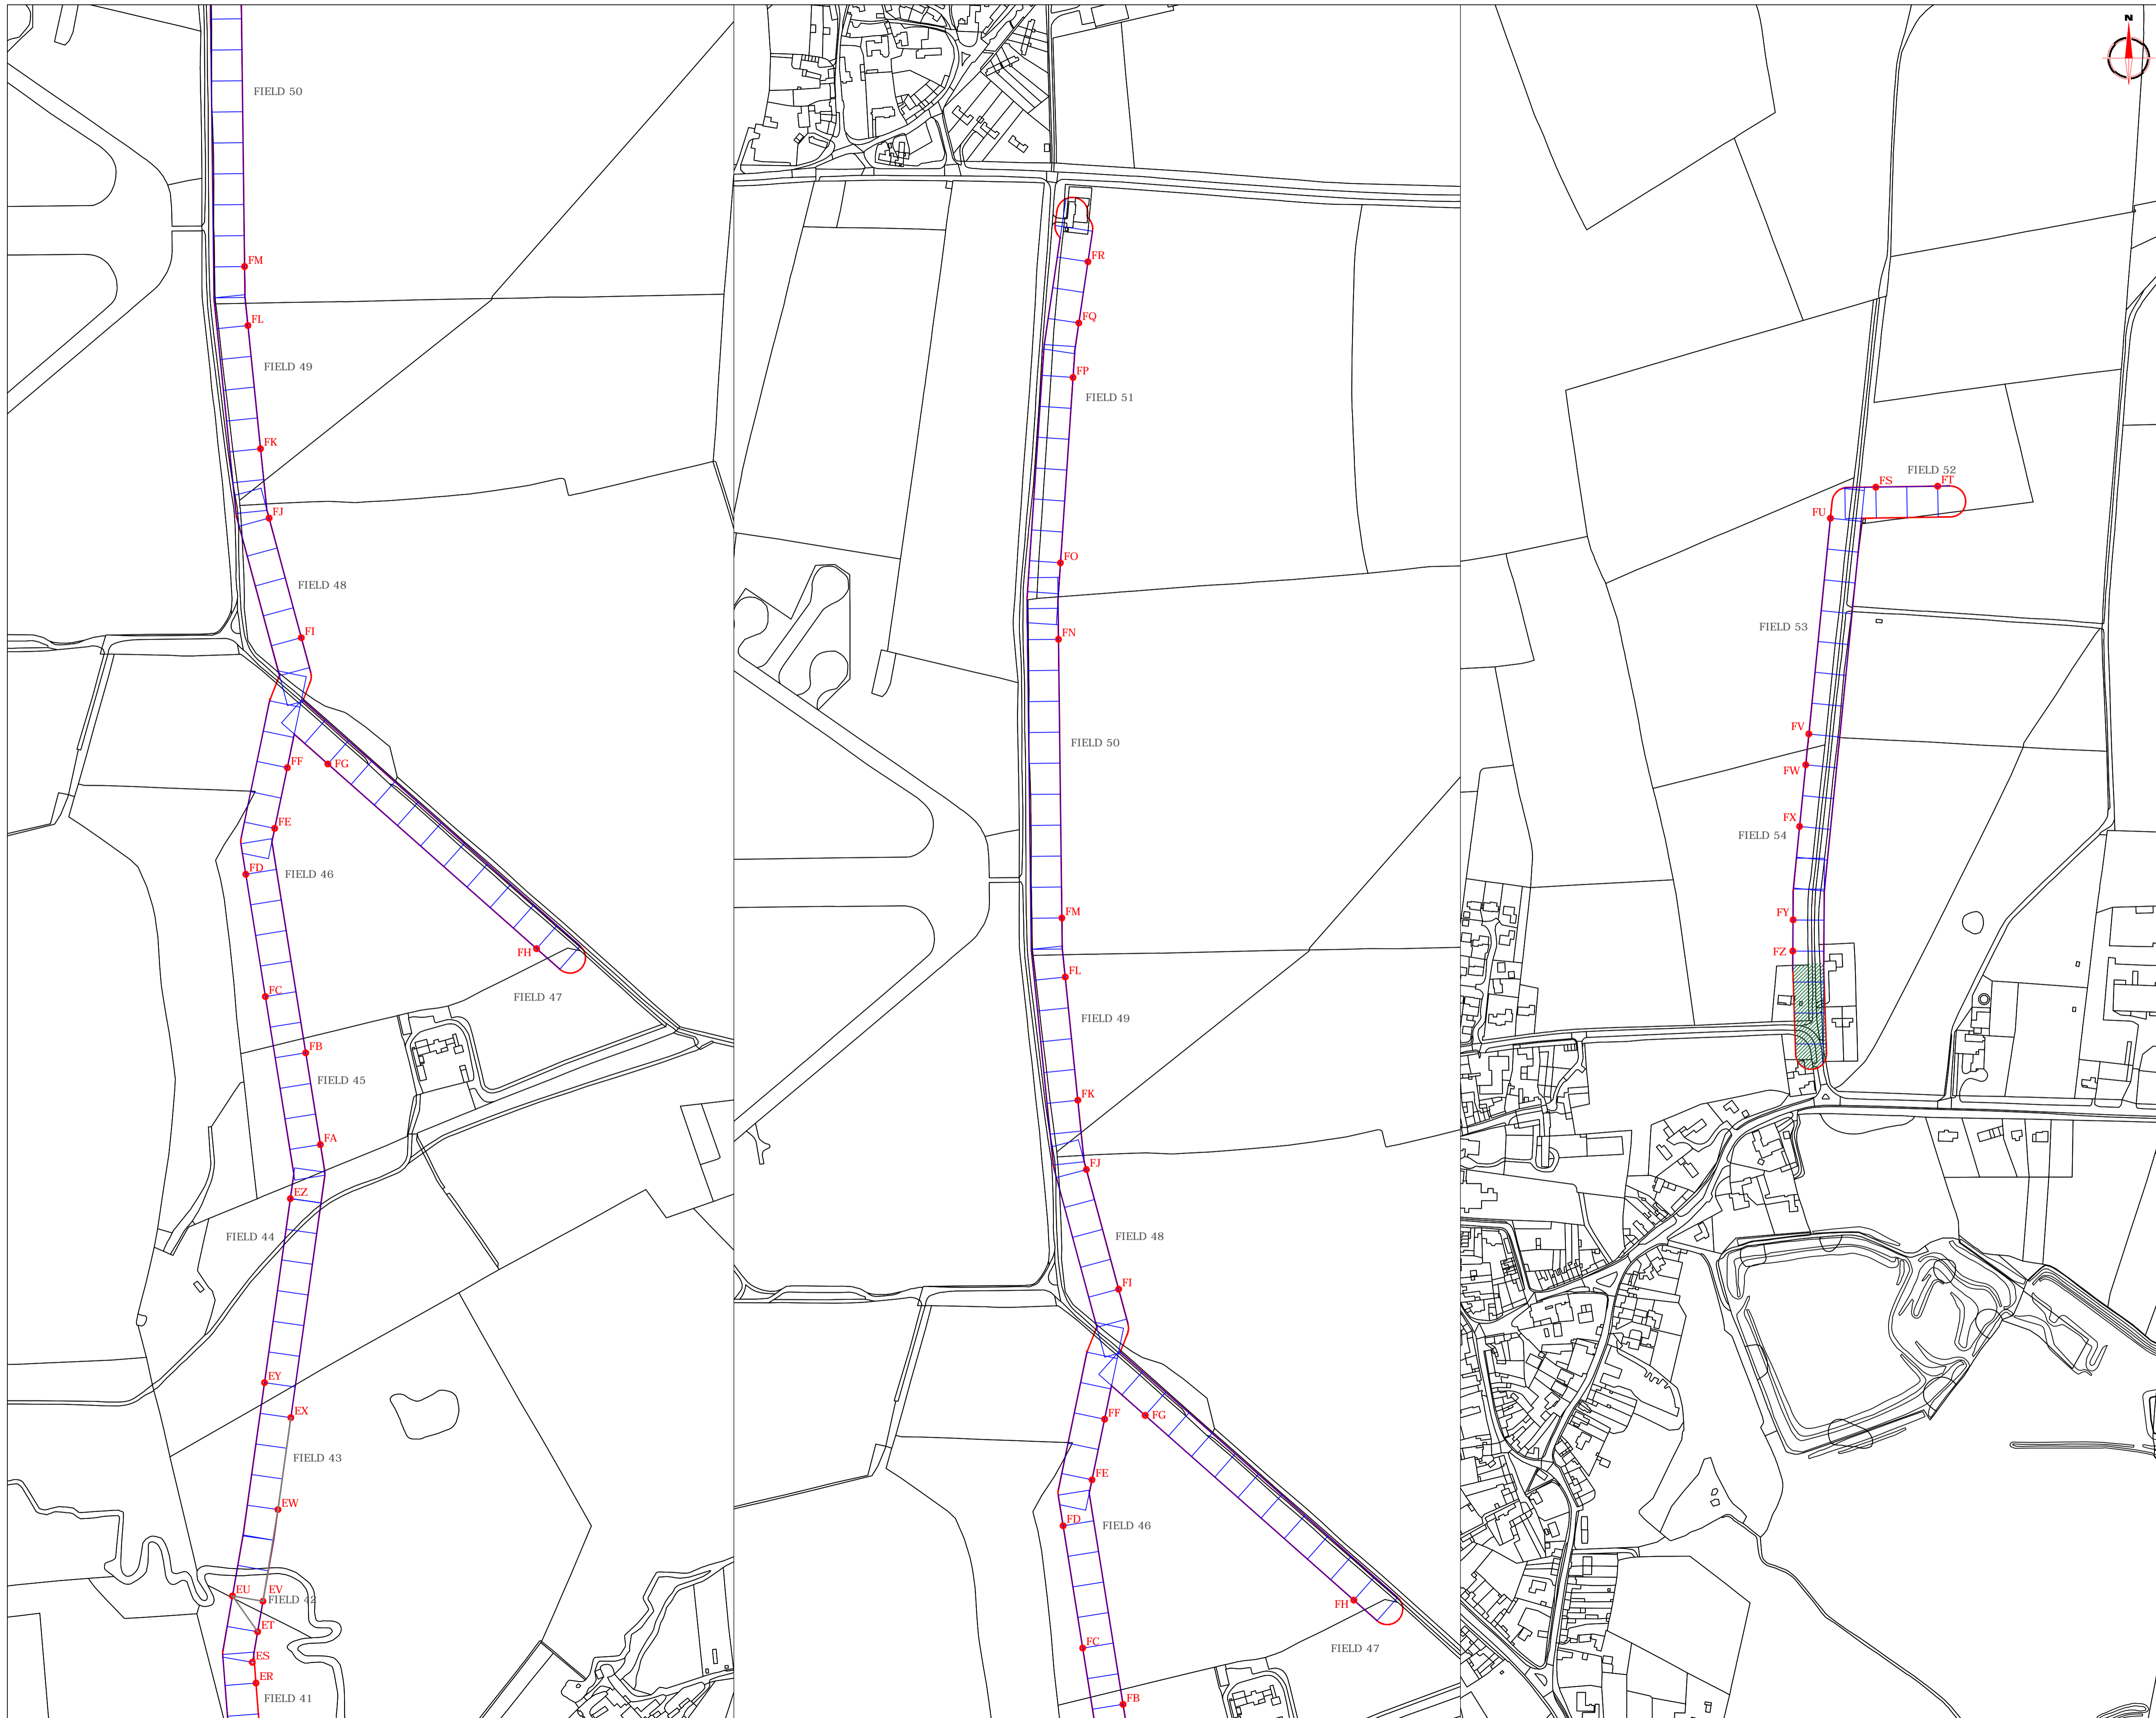 FIELD 50
FM
FL
FIELD 49
FK
FJ
FIELD 48
FI
FF
FG
FE
FD
FIELD 46
FH
FC
FIELD 47
FB
FIELD 45
FA
EZ
FIELD 44
EY
EX
FIELD 43
EW
EU
EV
FIELD 42
ET
ES
ER
FIELD 41
FR
FQ
FP
FIELD 51
FO
FN
FIELD 50
FM
FL
FIELD 49
FK
FJ
FIELD 48
FI
FF
FG
FE
FD
FIELD 46
FH
FC
FIELD 47
FB
N
FIELD 52
FS
FT
FU
FIELD 53
FV
FW
FX
FIELD 54
FY
FZ